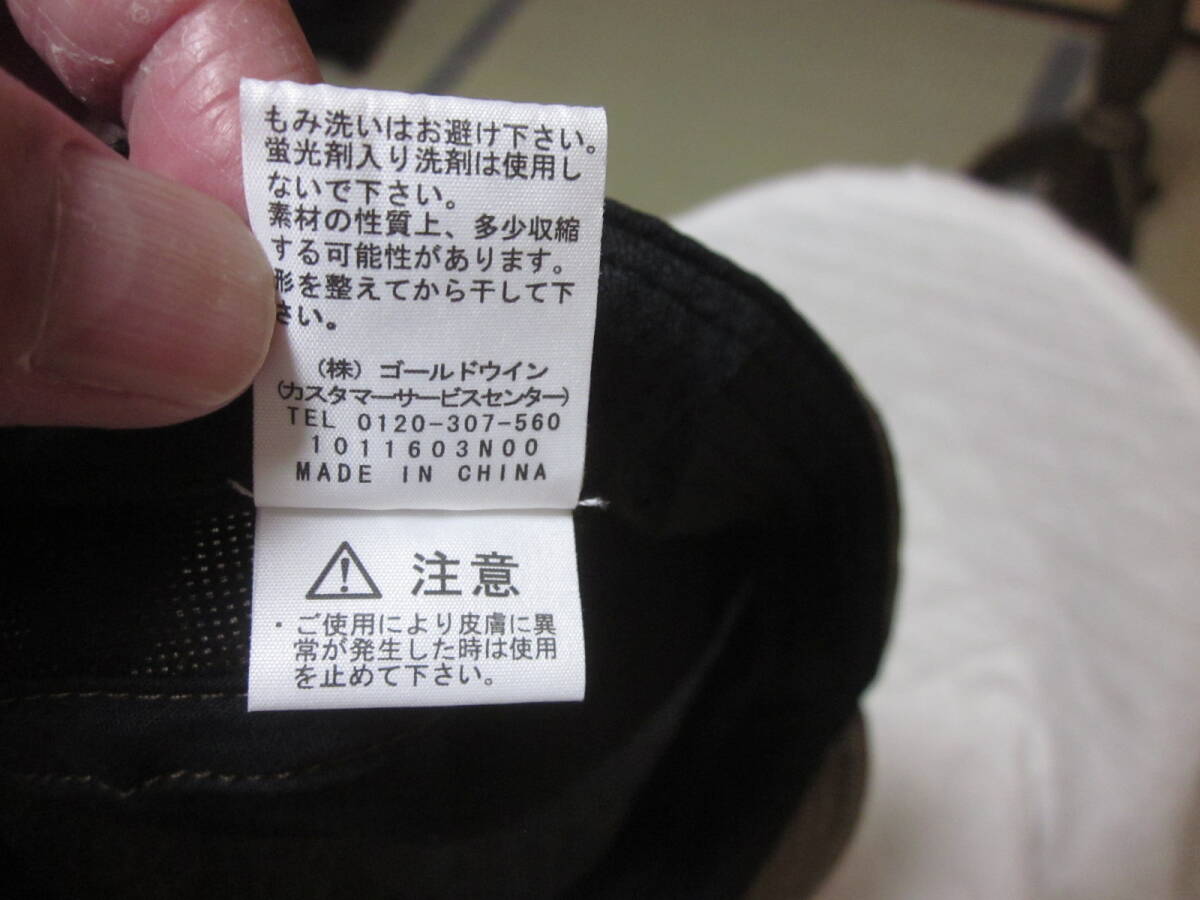 もみ洗いはお避け下さい。
蛍光剤入り洗剤は使用し
ないで下さい。
素材の性質上、多少収縮
する可能性があります。
形を整えてから干して下
さい。
（株）ゴールドウイン
(カスタマーサービスセンター)
TEL 0120-307-560
1011603N00
MADE IN CHINA
⚠ 注意
・ご使用により皮膚に異
常が発生した時は使用
を止めて下さい。